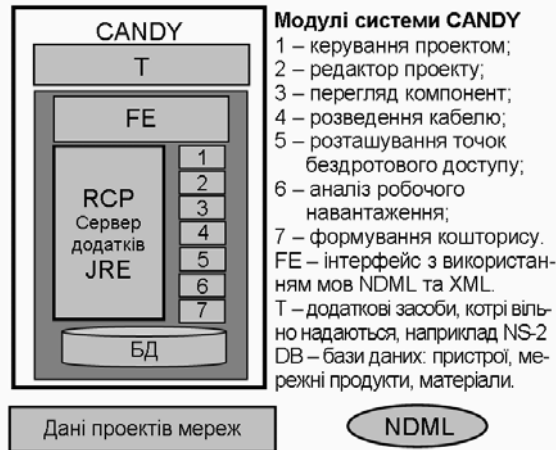 CANDY
T
FE
RCP
Сервер
додатків
JRE
1
2
3
4
5
6
7
БД
Дані проектів мереж
Модулі системи CANDY
1 – керування проектом;
2 – редактор проекту;
3 – перегляд компонент;
4 – розведення кабелю;
5 – розташування точок
бездротового доступу;
6 – аналіз робочого
навантаження;
7 – формування кошторису.
FE – інтерфейс з використан-
ням мов NDML та XML.
T – додаткові засоби, котрі віль-
но надаються, наприклад NS-2
DB – бази даних: пристрої, ме-
режні продукти, матеріали.
NDML